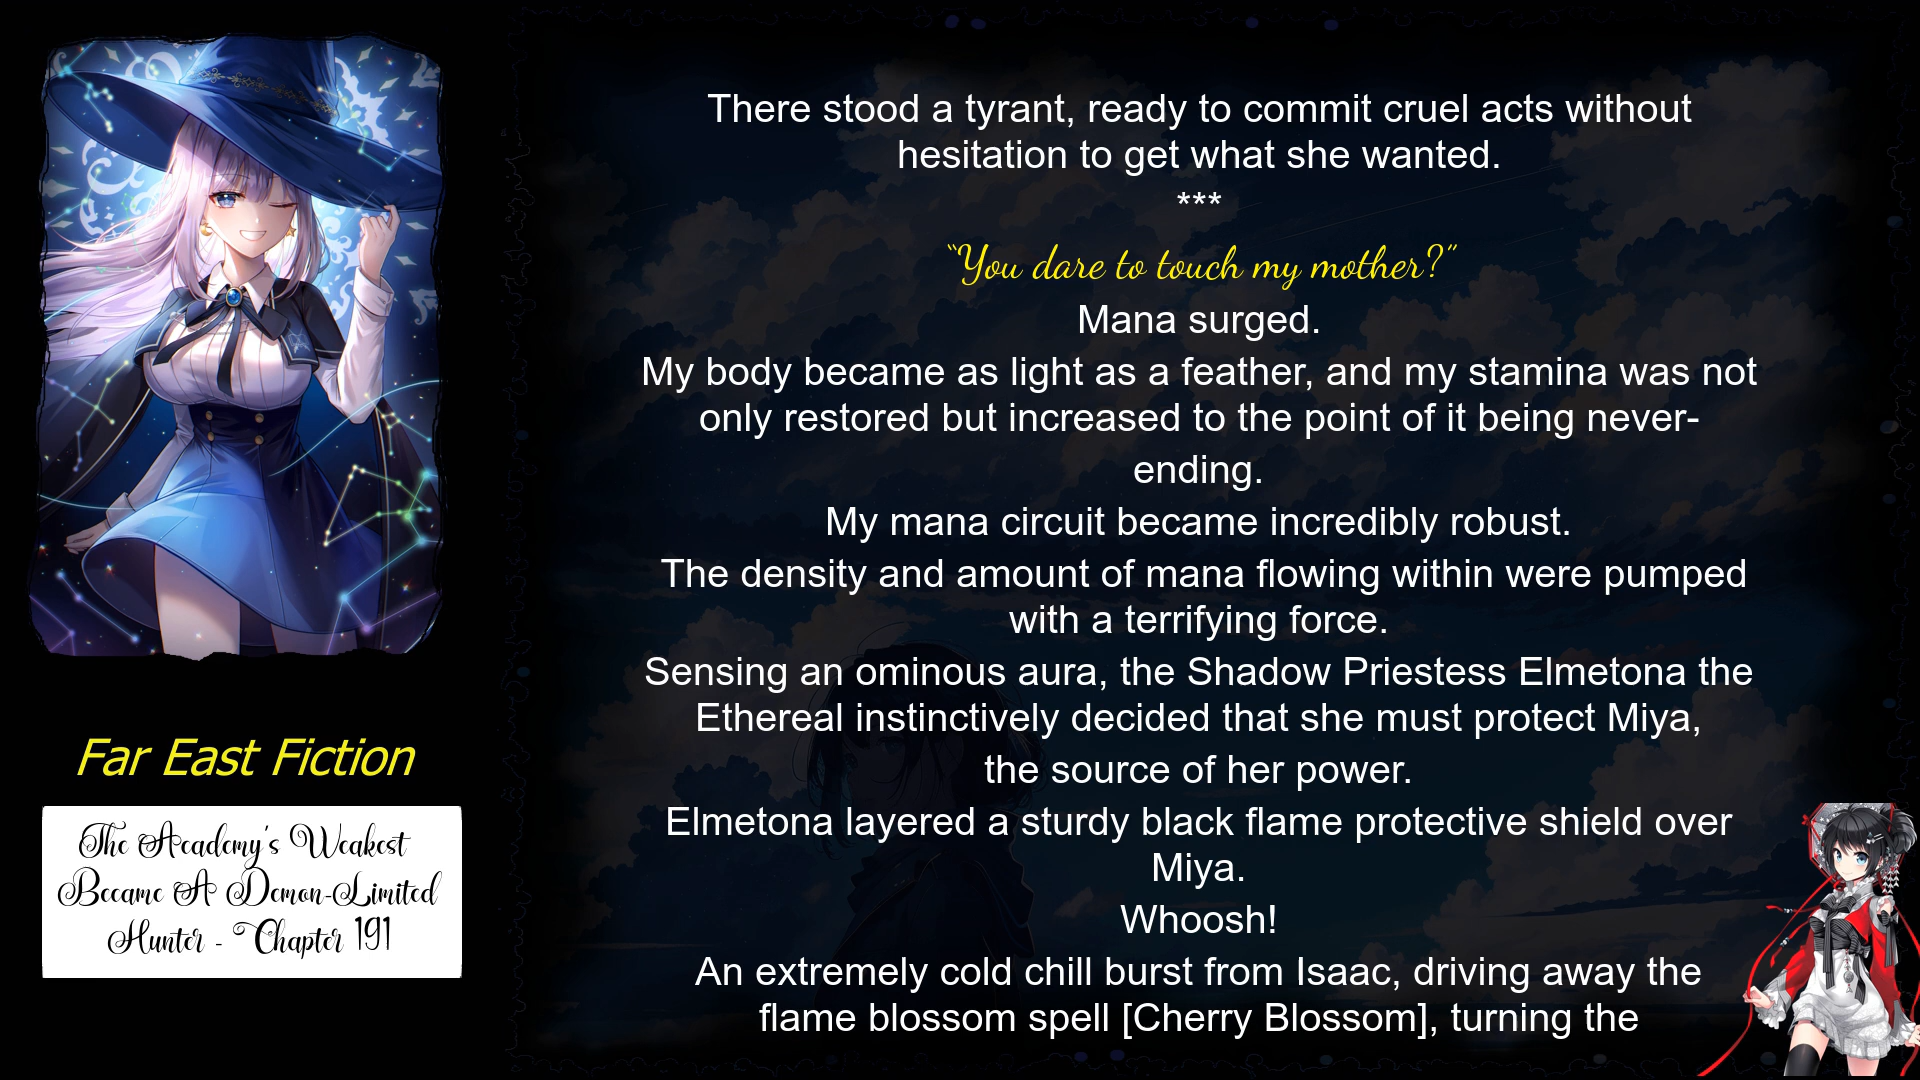 There stood a tyrant, ready to commit cruel acts without
hesitation to get what she wanted.
***
“You dare to touch my mother?”
Mana surged.
My body became as light as a feather, and my stamina was not
only restored but increased to the point of it being never-
ending.
My mana circuit became incredibly robust.
The density and amount of mana flowing within were pumped
with a terrifying force.
Sensing an ominous aura, the Shadow Priestess Elmetona the
Ethereal instinctively decided that she must protect Miya,
the source of her power.
Elmetona layered a sturdy black flame protective shield over
Miya.
Whoosh!
An extremely cold chill burst from Isaac, driving away the
flame blossom spell [Cherry Blossom], turning the
Far East Fiction
The Academy's Weakest
Became A Demon-Limited
Hunter - Chapter 191